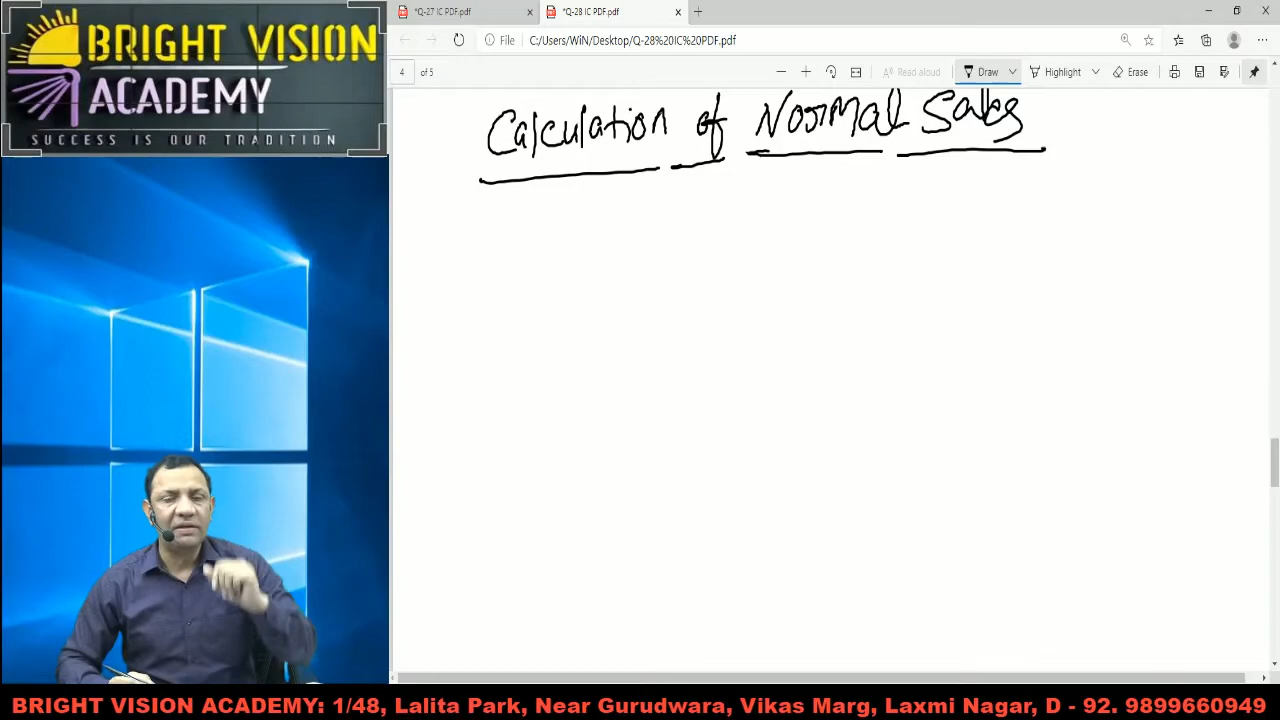 BRIGHT VISION
ACADEMY
SUCCESS IS OUR TRADITION
*Q-27 IC PDF.pdf
*Q-28 IC PDF.pdf
File
C:/Users/WiN/Desktop/Q-28%20IC%20PDF.pdf
4 of 5
Read aloud
Draw
Highlight
Erase
Calculation of Normal Sales
BRIGHT VISION ACADEMY: 1/48, Lalita Park, Near Gurudwara, Vikas Marg, Laxmi Nagar, D - 92. 9899660949